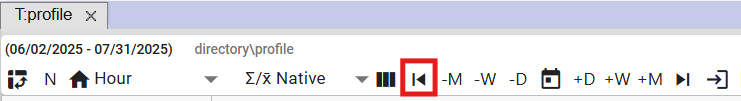 T:profile ×
(06/02/2025 - 07/31/2025) directory\profile
N Hour Σ/x̄ Native -M -W -D +D +W +M